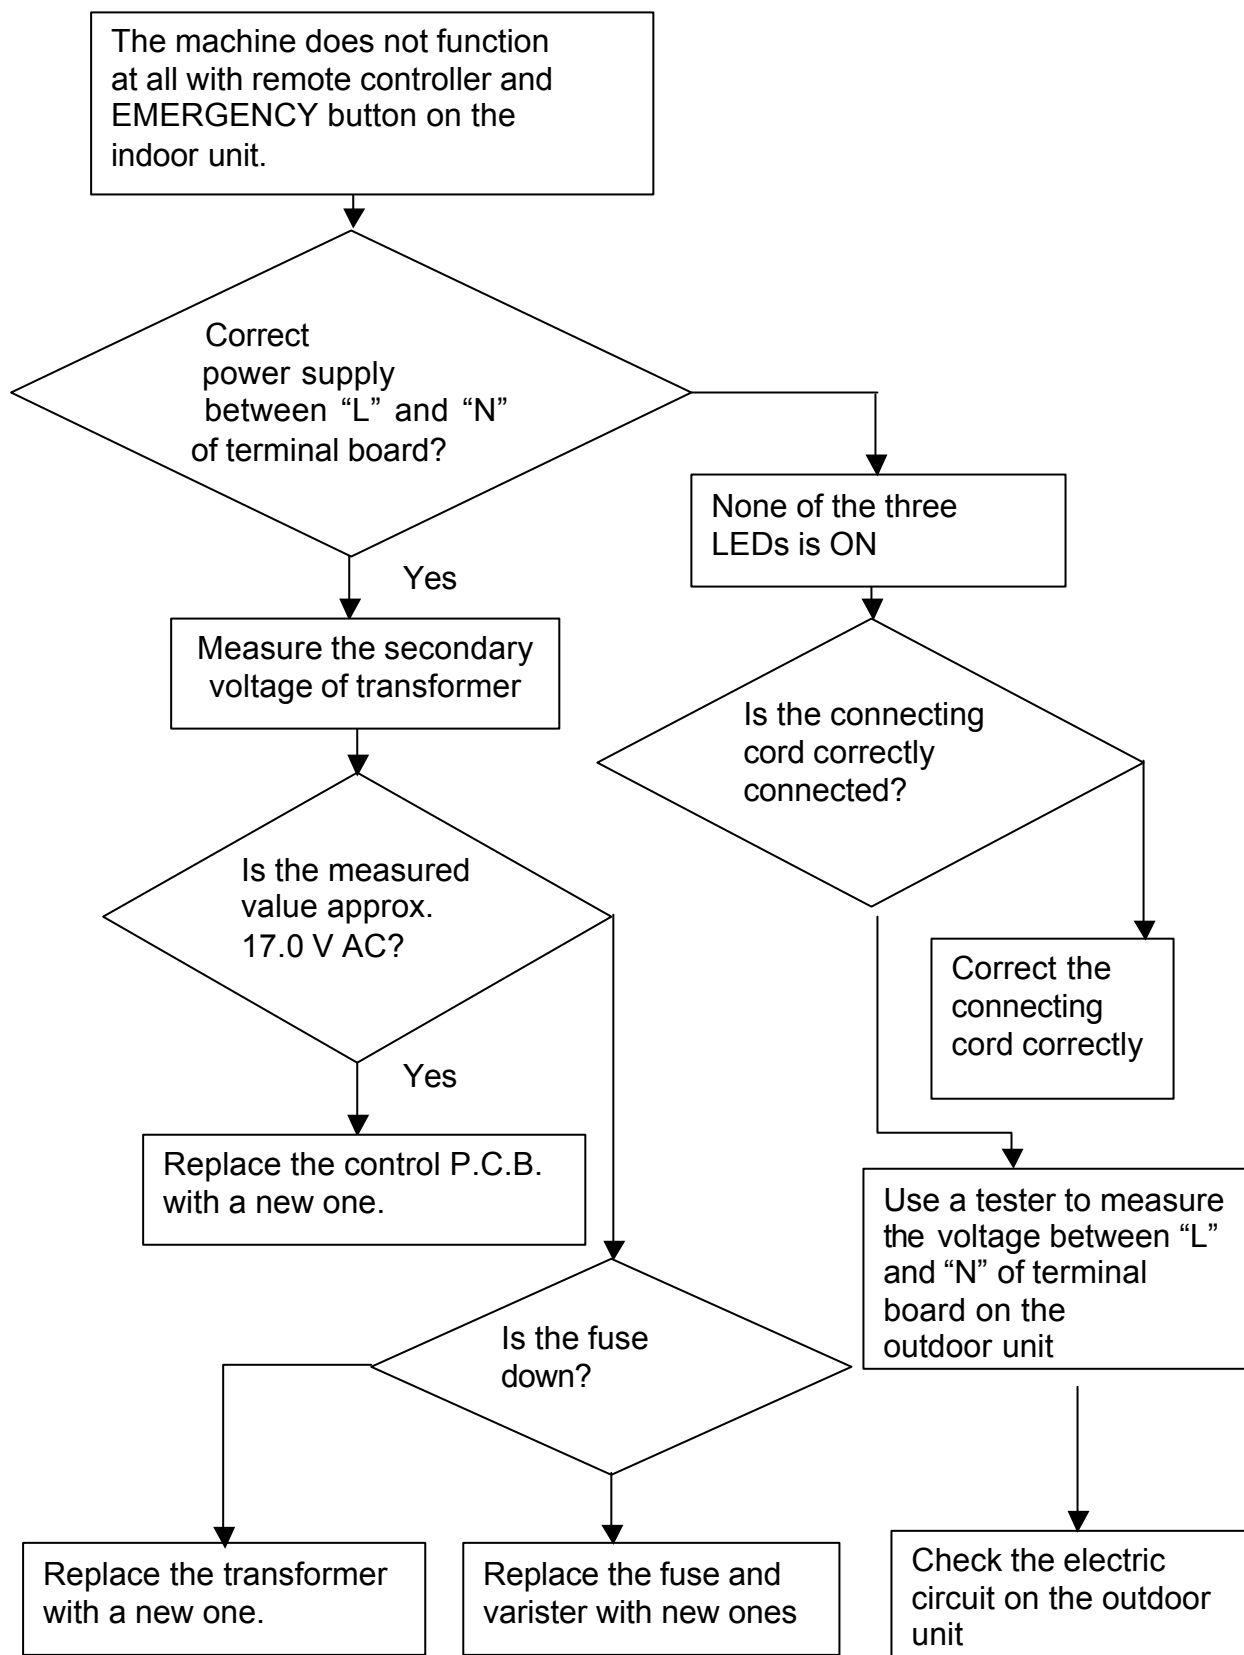 The machine does not function
at all with remote controller and
EMERGENCY button on the
indoor unit.
Correct
power supply
between “L” and “N”
of terminal board?
Yes
None of the three
LEDs is ON
Measure the secondary
voltage of transformer
Is the connecting
cord correctly
connected?
Is the measured
value approx.
17.0 V AC?
Yes
Correct the
connecting
cord correctly
Replace the control P.C.B.
with a new one.
Use a tester to measure
the voltage between “L”
and “N” of terminal
board on the
outdoor unit
Is the fuse
down?
Replace the transformer
with a new one.
Replace the fuse and
varister with new ones
Check the electric
circuit on the outdoor
unit